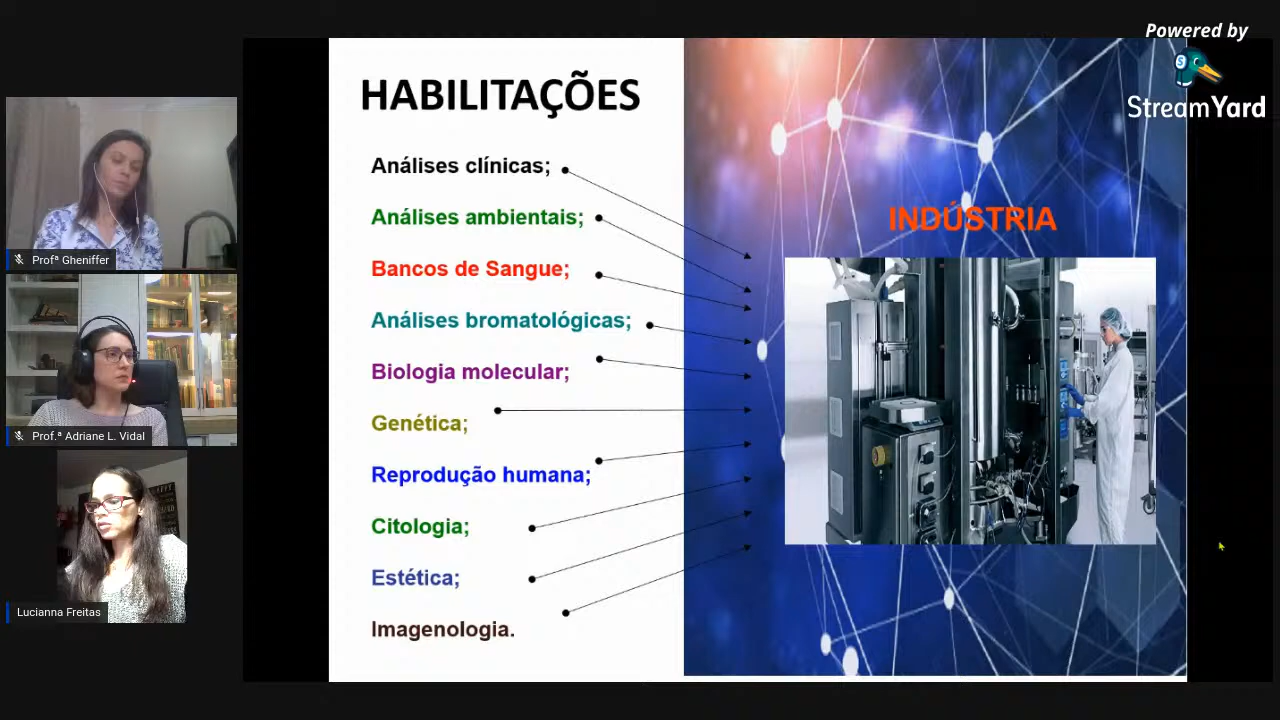 Powered by
StreamYard
HABILITAÇÕES
Análises clínicas;
Análises ambientais;
Bancos de Sangue;
Análises bromatológicas;
Biologia molecular;
Genética;
Reprodução humana;
Citologia;
Estética;
Imagenologia.
INDÚSTRIA
Profª Gheniffer
Prof.ª Adriane L. Vidal
Lucianna Freitas